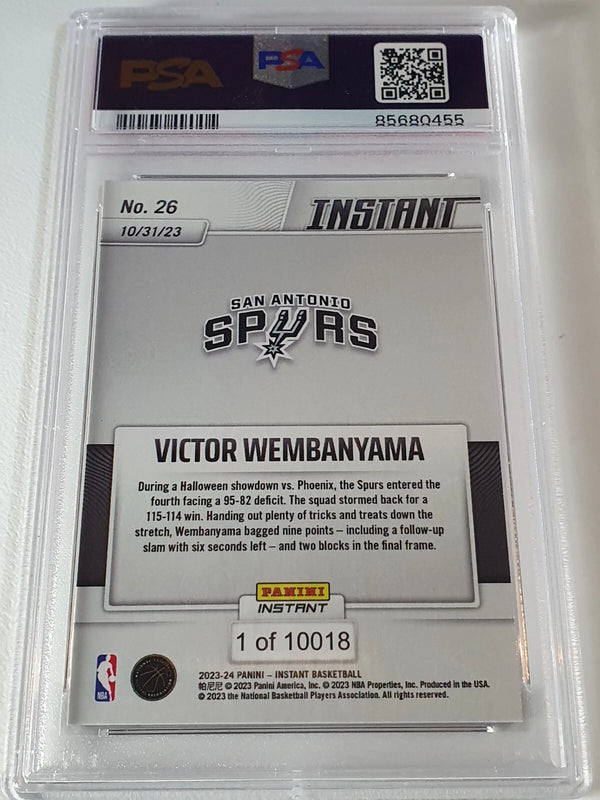 PSA PSA
85680455
No. 26 INSTANT
10/31/23
SAN ANTONIO
SPURS
VICTOR WEMBANYAMA
During a Halloween showdown vs. Phoenix, the Spurs entered the
fourth facing a 95-82 deficit. The squad stormed back for a
115-114 win. Handing out plenty of tricks and treats down the
stretch, Wembanyama bagged nine points – including a follow-up
slam with six seconds left – and two blocks in the final frame.
PANINI
INSTANT
1 of 10018
NBA
2023-24 PANINI – INSTANT BASKETBALL
帕尼尼 © 2023 Panini America, Inc. © 2023 NBA Properties, Inc. Produced in the USA.
© 2023 the National Basketball Players Association. All rights reserved.